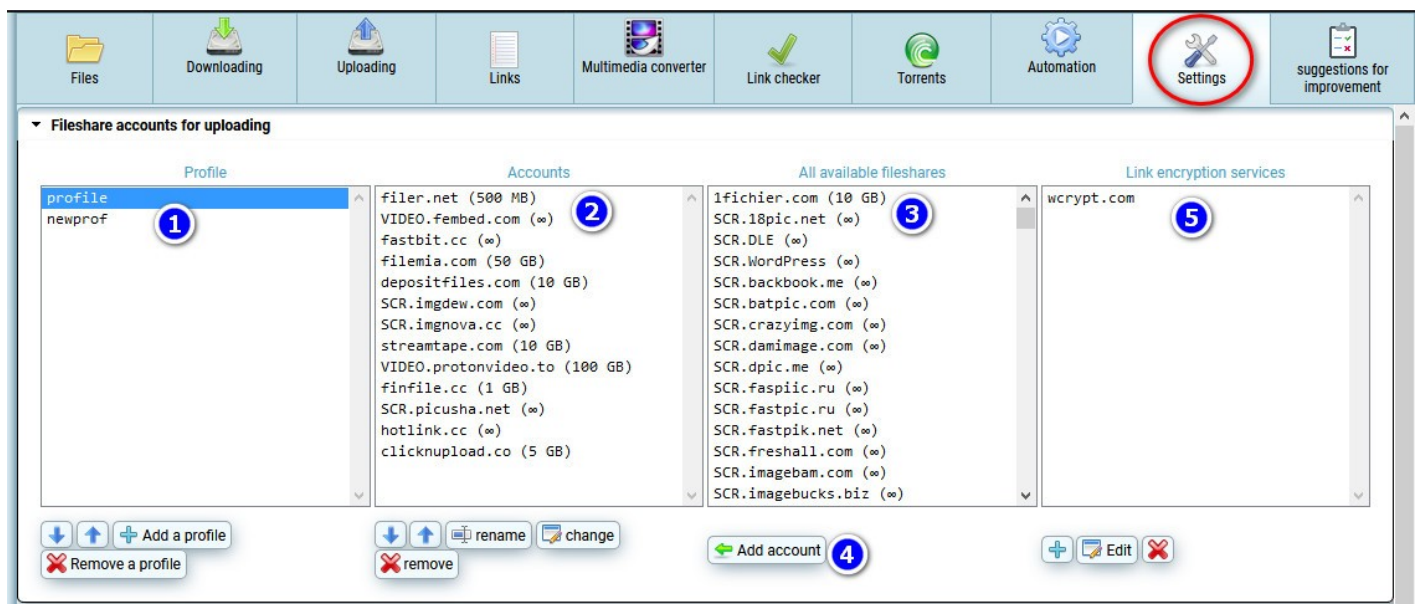 Files
Downloading
Uploading
Links
Multimedia converter
Link checker
Torrents
Automation
Settings
suggestions for
improvement
Fileshare accounts for uploading
Profile
profile
newprof
1
Add a profile
Remove a profile
Accounts
filer.net (500 MB)
VIDEO.fembed.com (∞)
fastbit.cc (∞)
filemia.com (50 GB)
depositfiles.com (10 GB)
SCR.imgdew.com (∞)
SCR.imgnova.cc (∞)
streamtape.com (10 GB)
VIDEO.protonvideo.to (100 GB)
finfile.cc (1 GB)
SCR.picusha.net (∞)
hotlink.cc (∞)
clicknupload.co (5 GB)
2
rename
change
remove
All available fileshares
1fichier.com (10 GB)
SCR.18pic.net (∞)
SCR.DLE (∞)
SCR.WordPress (∞)
SCR.backbook.me (∞)
SCR.batpic.com (∞)
SCR.crazyimg.com (∞)
SCR.damimage.com (∞)
SCR.dpic.me (∞)
SCR.faspiic.ru (∞)
SCR.fastpic.ru (∞)
SCR.fastpik.net (∞)
SCR.freshall.com (∞)
SCR.imagebam.com (∞)
SCR.imagebucks.biz (∞)
3
Add account
4
Link encryption services
wcrypt.com
5
Edit